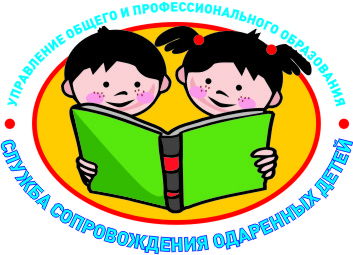 УПРАВЛЕНИЕ ОБЩЕГО И ПРОФЕССИОНАЛЬНОГО ОБРАЗОВАНИЯ
СЛУЖБА СОПРОВОЖДЕНИЯ ОДАРЕННЫХ ДЕТЕЙ